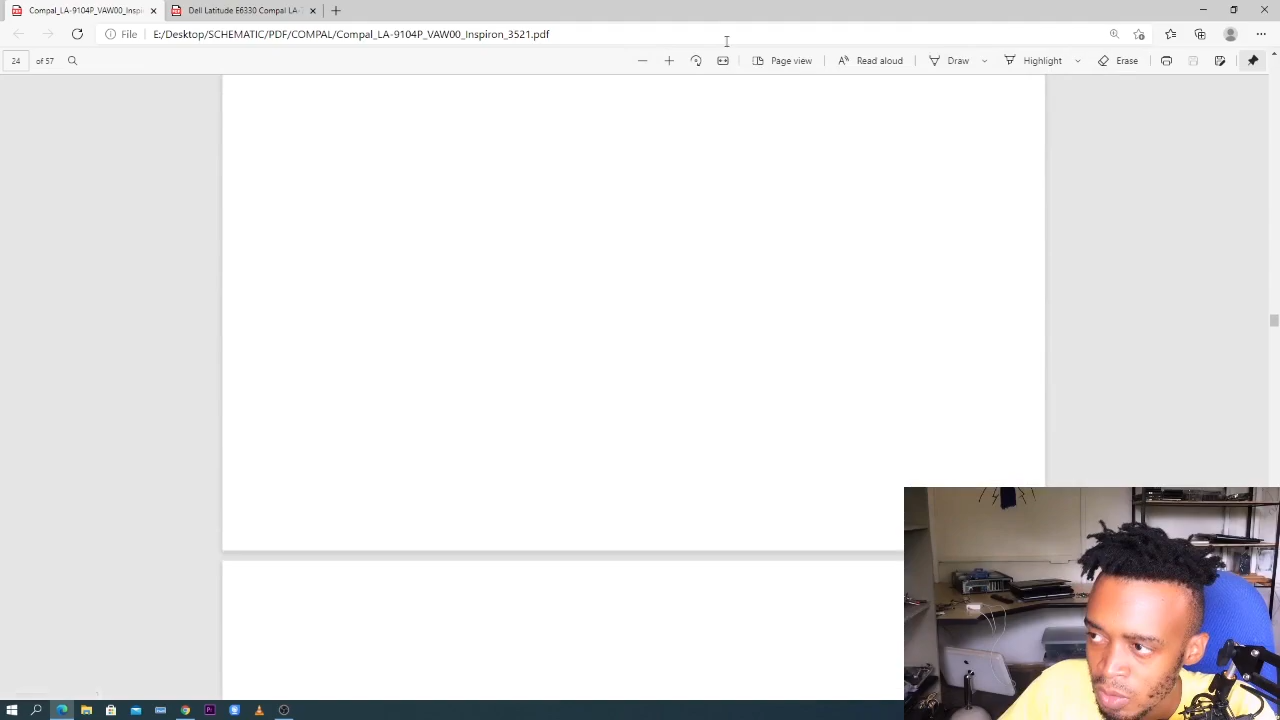 Compal_LA-9104P_VAW00_Inspi
Dell Latitude E6330 Compal LA-
File
E:/Desktop/SCHEMATIC/PDF/COMPAL/Compal_LA-9104P_VAW00_Inspiron_3521.pdf
24 of 57
Page view
Read aloud
Draw
Highlight
Erase